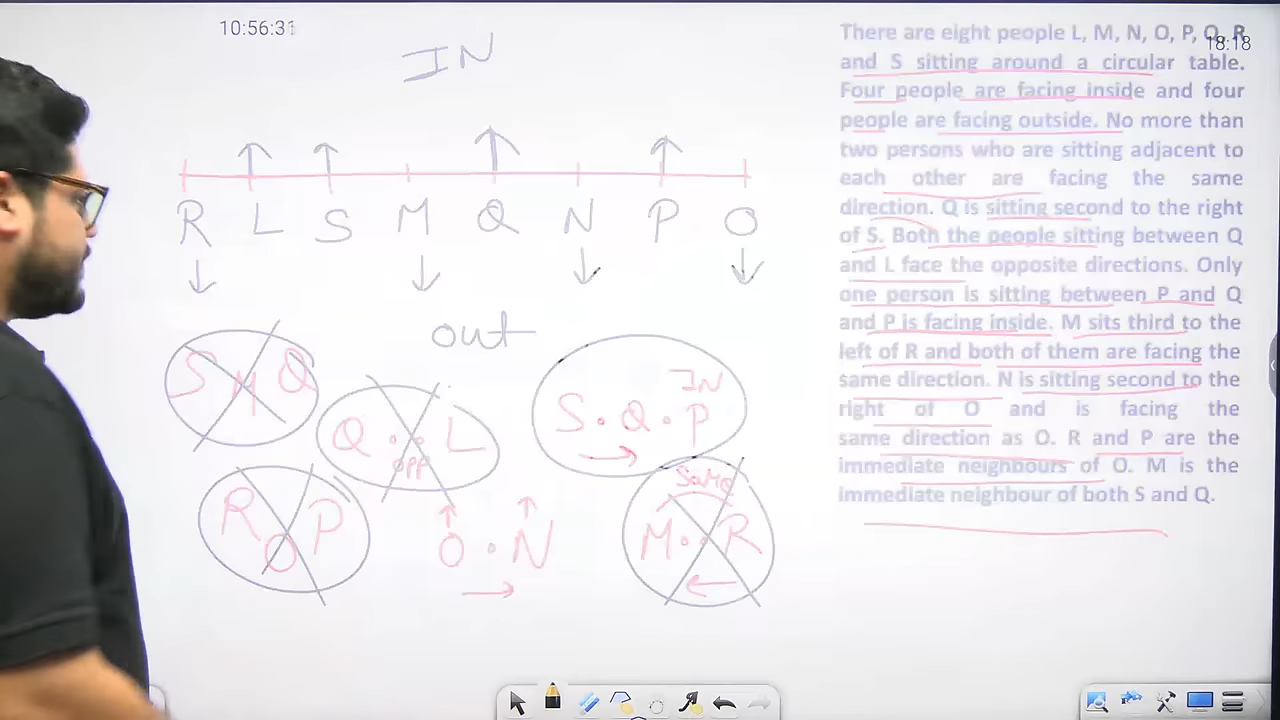 10:56:31
18:18
IN
R L S M Q N P O
out
S M Q
Q . . L
opp
S . Q . P
IN
R O P
O . N
Same
M . . R
There are eight people L, M, N, O, P, Q, R
and S sitting around a circular table.
Four people are facing inside and four
people are facing outside. No more than
two persons who are sitting adjacent to
each other are facing the same
direction. Q is sitting second to the right
of S. Both the people sitting between Q
and L face the opposite directions. Only
one person is sitting between P and Q
and P is facing inside. M sits third to the
left of R and both of them are facing the
same direction. N is sitting second to the
right of O and is facing the
same direction as O. R and P are the
immediate neighbours of O. M is the
immediate neighbour of both S and Q.